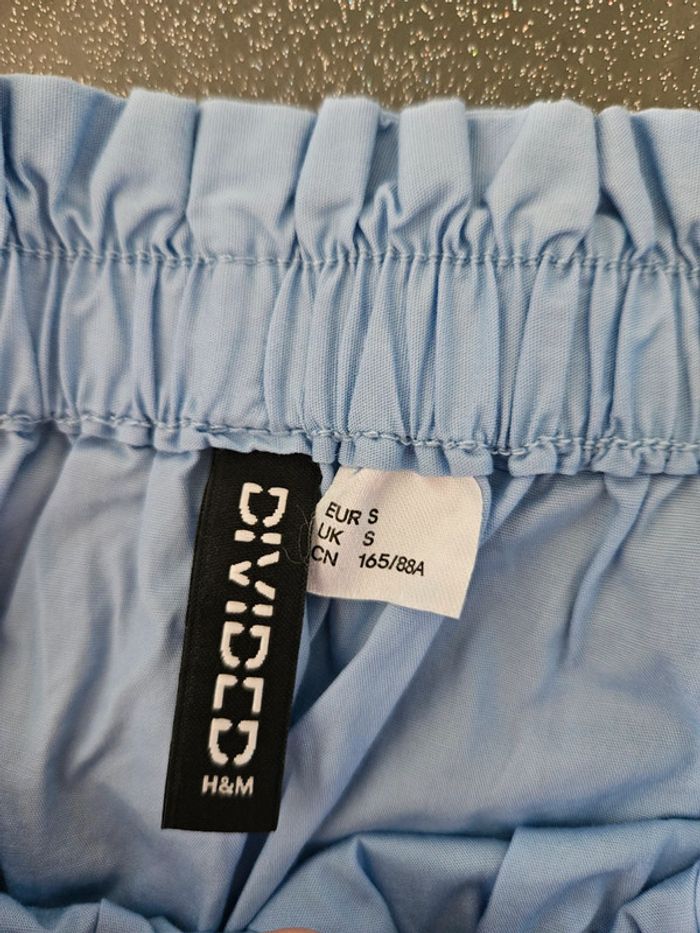 DIVIDED
H&M
EUR S
UK S
CN 165/88A